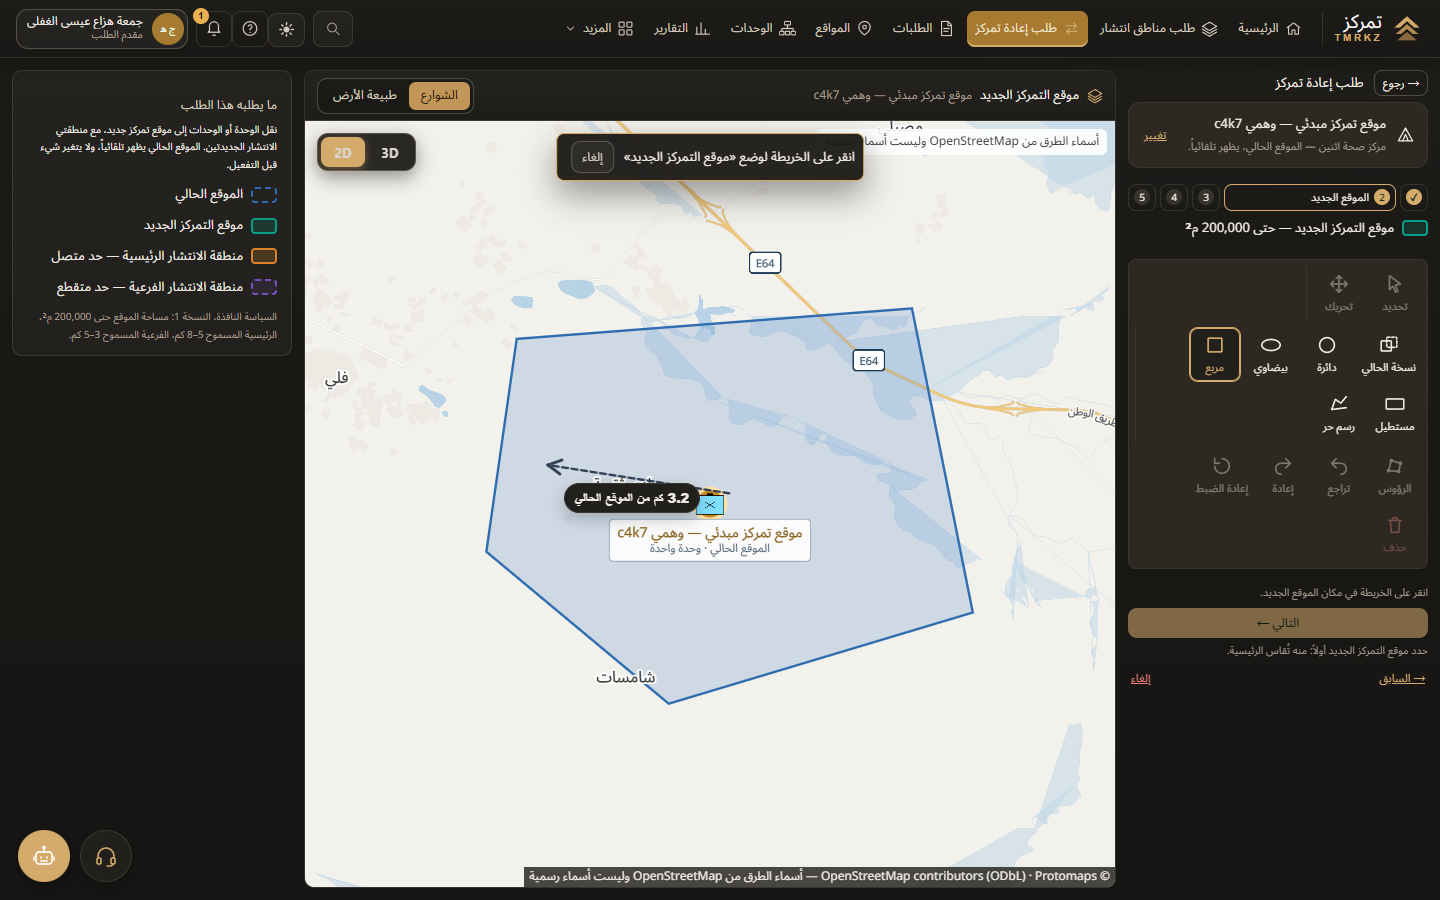 تمركز
TMRKZ
الرئيسية
طلب مناطق انتشار
طلب إعادة تمركز
الطلبات
المواقع
الوحدات
التقارير
المزيد
1
ج ه
جمعة هزاع عيسى الغفلي
مقدم الطلب
→ رجوع
طلب إعادة تمركز
موقع تمركز مبدئي — وهمي c4k7
مركز صحة اثنين — الموقع الحالي، يظهر تلقائياً.
تغيير
✓
2 الموقع الجديد
3
4
5
موقع التمركز الجديد — حتى 200,000 م²
تحديد
تحريك
نسخة الحالي
دائرة
بيضاوي
مربع
مستطيل
رسم حر
الرؤوس
تراجع
إعادة
إعادة الضبط
حذف
انقر على الخريطة في مكان الموقع الجديد.
التالي ←
حدد موقع التمركز الجديد أولاً: منه تُقاس الرئيسية.
→ السابق
إلغاء
موقع التمركز الجديد
موقع تمركز مبدئي — وهمي c4k7
الشوارع
طبيعة الأرض
أسماء الطرق من OpenStreetMap وليست أسماء رسمية
انقر على الخريطة لوضع «موقع التمركز الجديد»
إلغاء
2D
3D
E64
E64
فلي
طريق الوطن
3.2 كم من الموقع الحالي
موقع تمركز مبدئي — وهمي c4k7
الموقع الحالي · وحدة واحدة
شامسات
© OpenStreetMap contributors (ODbL) · Protomaps — أسماء الطرق من OpenStreetMap وليست أسماء رسمية
ما يطلبه هذا الطلب
نقل الوحدة أو الوحدات إلى موقع تمركز جديد، مع منطقتي
الانتشار الجديدتين. الموقع الحالي يظهر تلقائياً، ولا يتغير شيء
قبل التفعيل.
الموقع الحالي
موقع التمركز الجديد
منطقة الانتشار الرئيسية — حد متصل
منطقة الانتشار الفرعية — حد متقطع
السياسة النافذة، النسخة 1: مساحة الموقع حتى 200,000 م²،
الرئيسية المسموح 5–8 كم، الفرعية المسموح 3–5 كم.